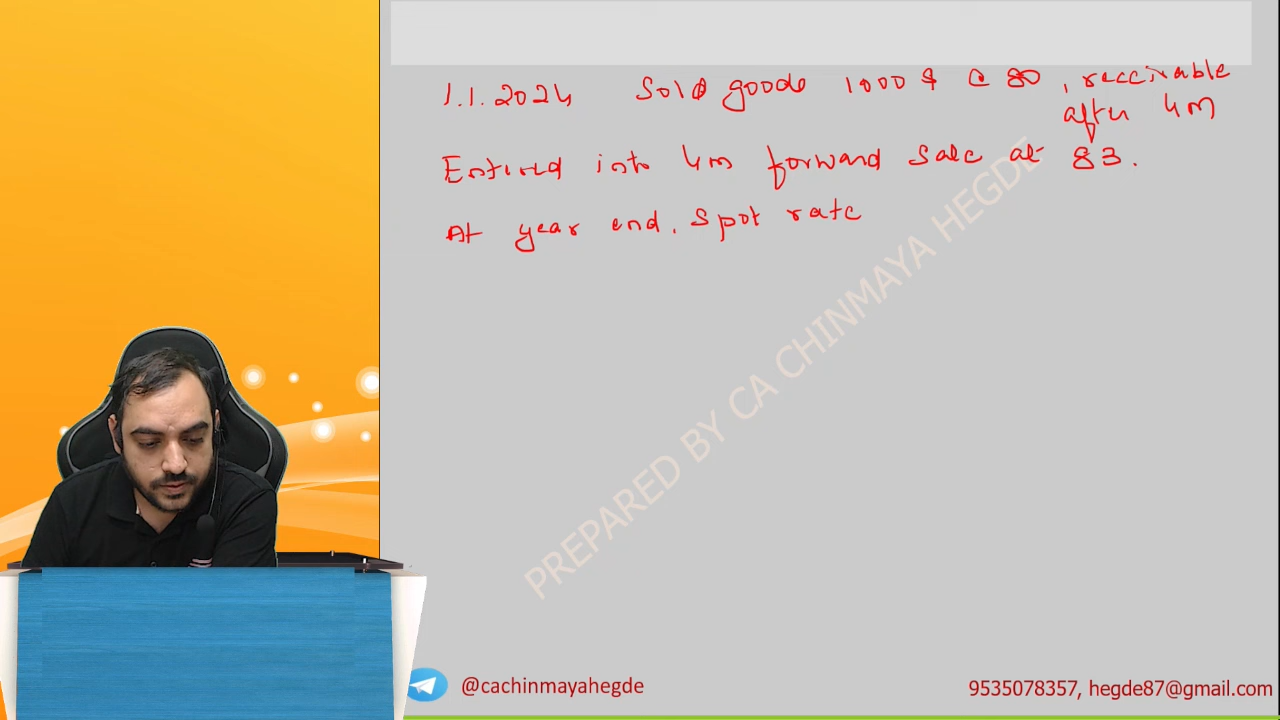 1.1.2024 Sold goods 1000 $ @ 80, receivable
after 4m
Entered into 4m forward sale at 83.
At year end, spot rate
PREPARED BY CA CHINMAYA HEGDE
@cachinmayahegde
9535078357, hegde87@gmail.com